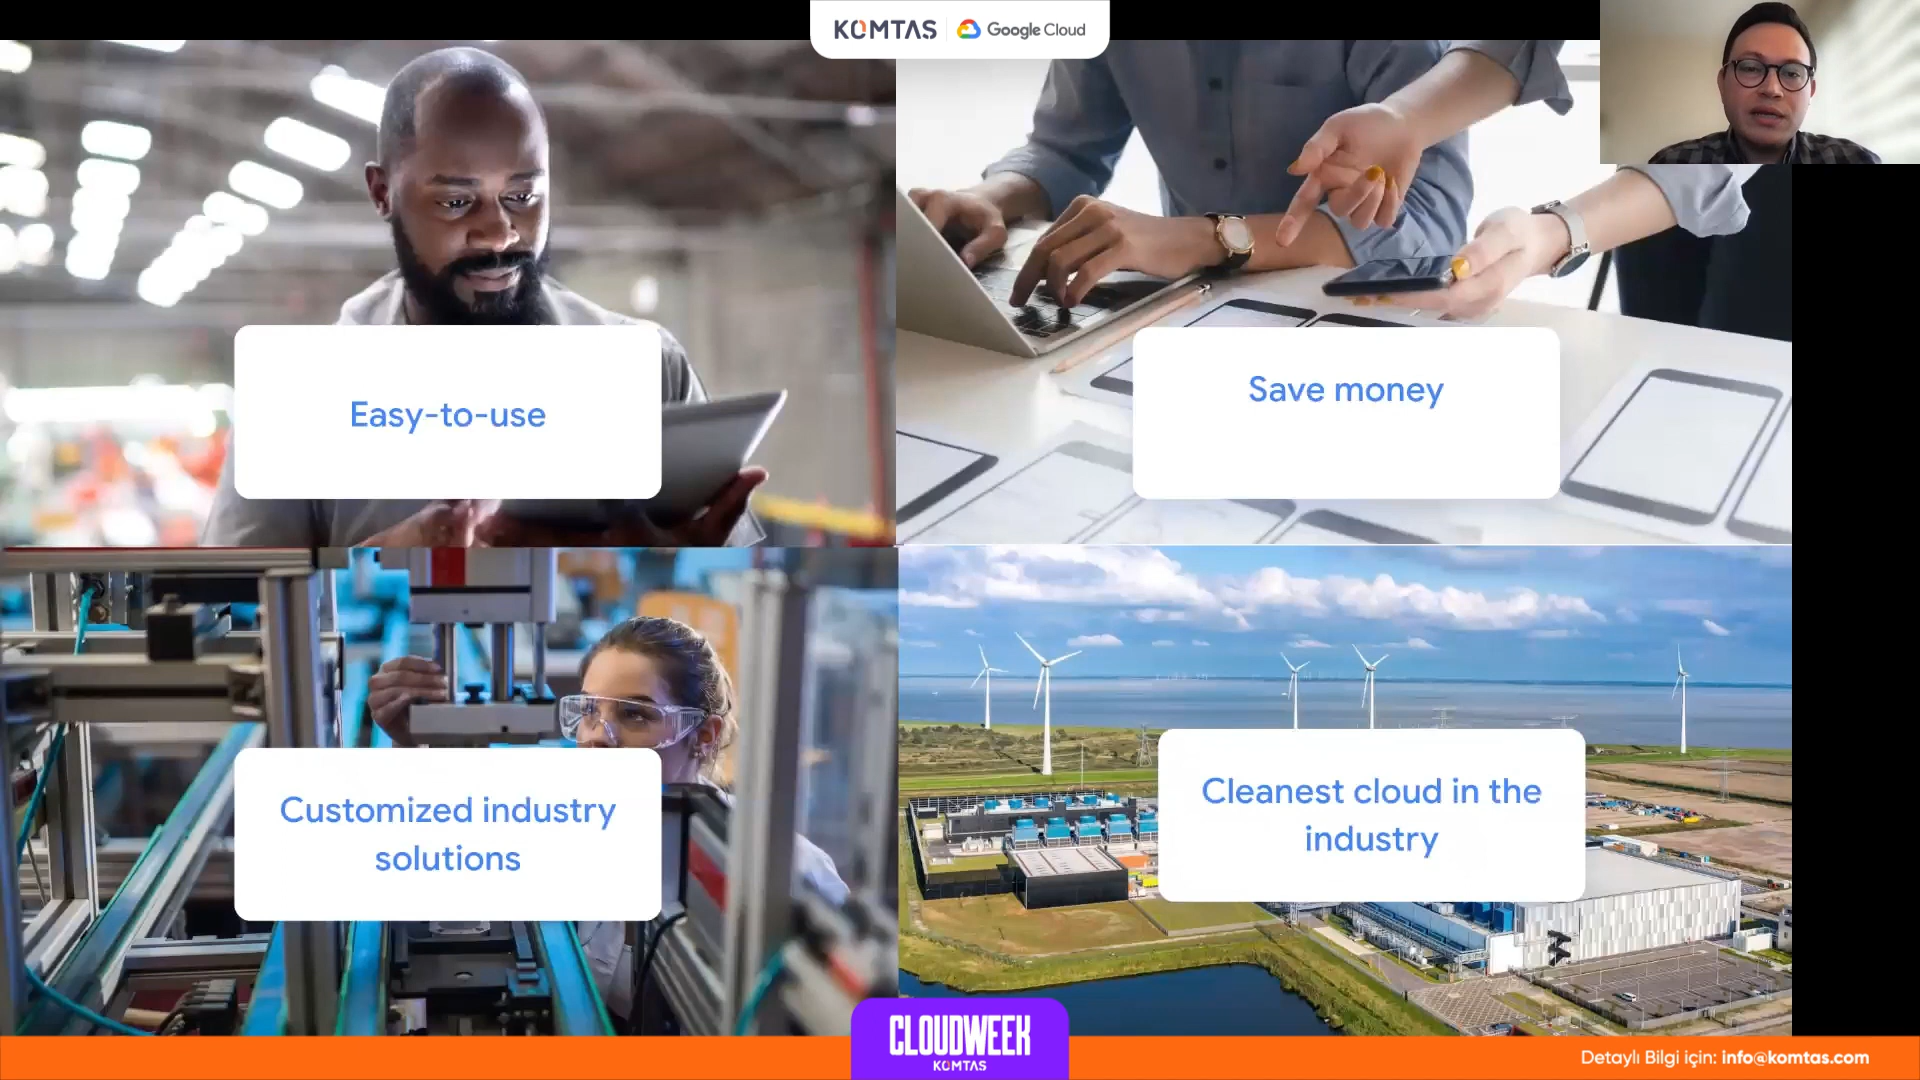 KOMTAS Google Cloud
Easy-to-use
Save money
Customized industry
solutions
Cleanest cloud in the
industry
CLOUDWEEK
KOMTAS
Detaylı Bilgi için: info@komtas.com